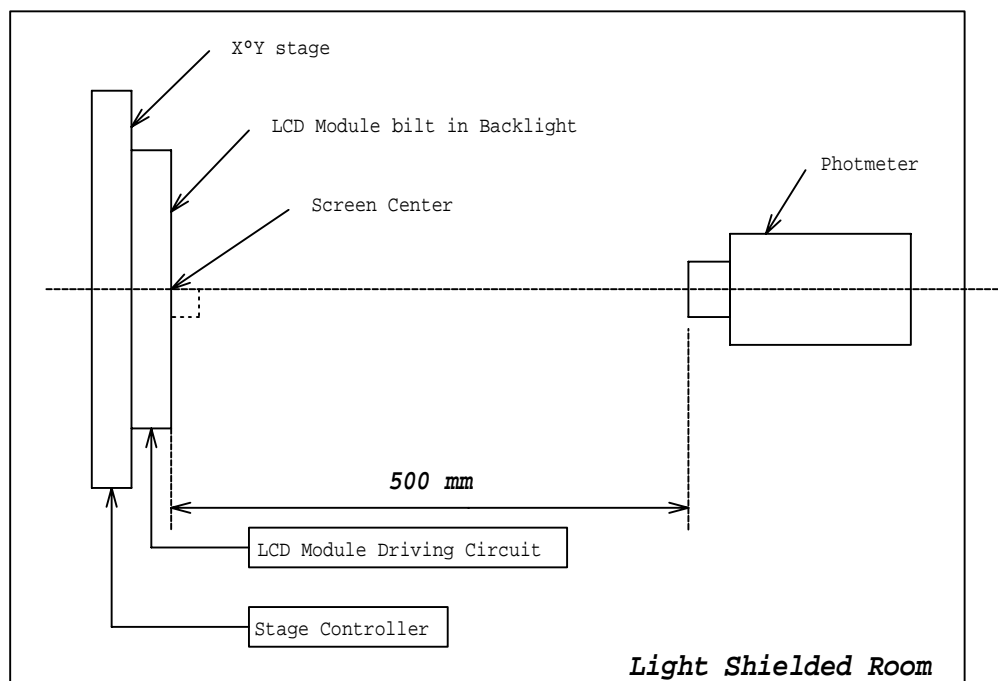 X°Y stage
LCD Module bilt in Backlight
Photmeter
Screen Center
500 mm
LCD Module Driving Circuit
Stage Controller
Light Shielded Room